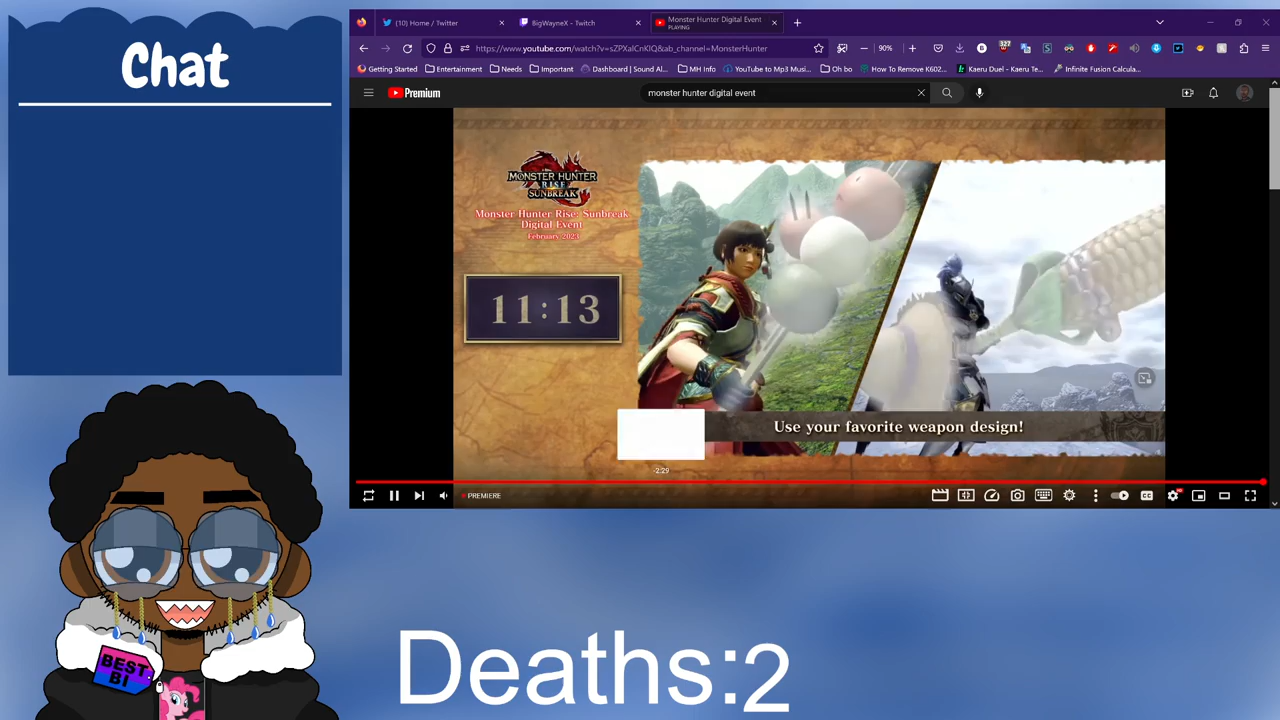 Chat
(10) Home / Twitter
BigWayneX - Twitch
Monster Hunter Digital Event
PLAYING
https://www.youtube.com/watch?v=sZPXalCnKlQ&ab_channel=MonsterHunter
90%
327
Getting Started
Entertainment
Needs
Important
Dashboard | Sound Al...
MH Info
YouTube to Mp3 Musi...
Oh bo
How To Remove K602...
Kaeru Duel - Kaeru Te...
Infinite Fusion Calcula...
Premium
monster hunter digital event
MONSTER HUNTER
RISE
SUNBREAK
Monster Hunter Rise: Sunbreak
Digital Event
February 2023
11:13
Use your favorite weapon design!
-2:29
PREMIERE
CC
BEST
BI
Deaths:2